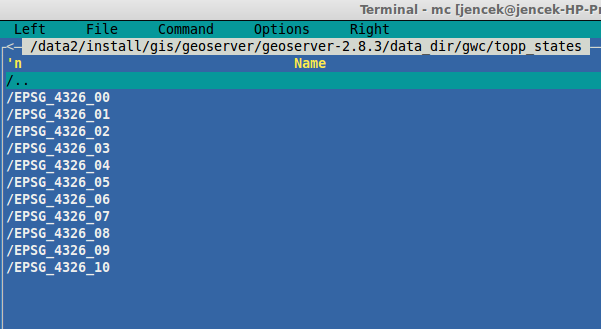 Terminal - mc [jencek@jencek-HP-Pr
Left File Command Options Right
<— /data2/install/gis/geoserver/geoserver-2.8.3/data_dir/gwc/topp_states
'n Name
/..
/EPSG_4326_00
/EPSG_4326_01
/EPSG_4326_02
/EPSG_4326_03
/EPSG_4326_04
/EPSG_4326_05
/EPSG_4326_06
/EPSG_4326_07
/EPSG_4326_08
/EPSG_4326_09
/EPSG_4326_10